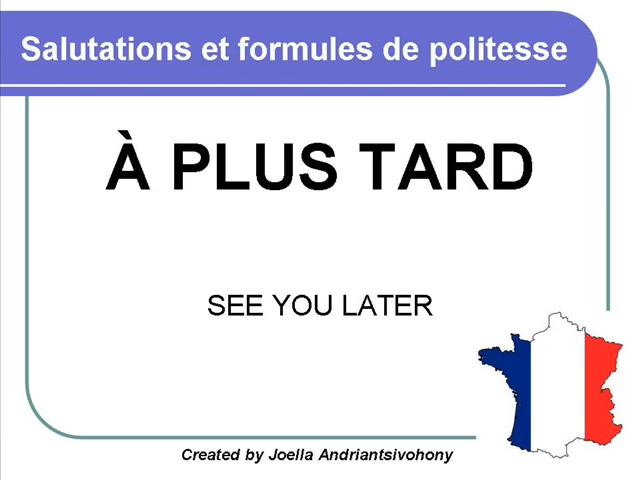 Salutations et formules de politesse
À PLUS TARD
SEE YOU LATER
Created by Joella Andriantsivohony